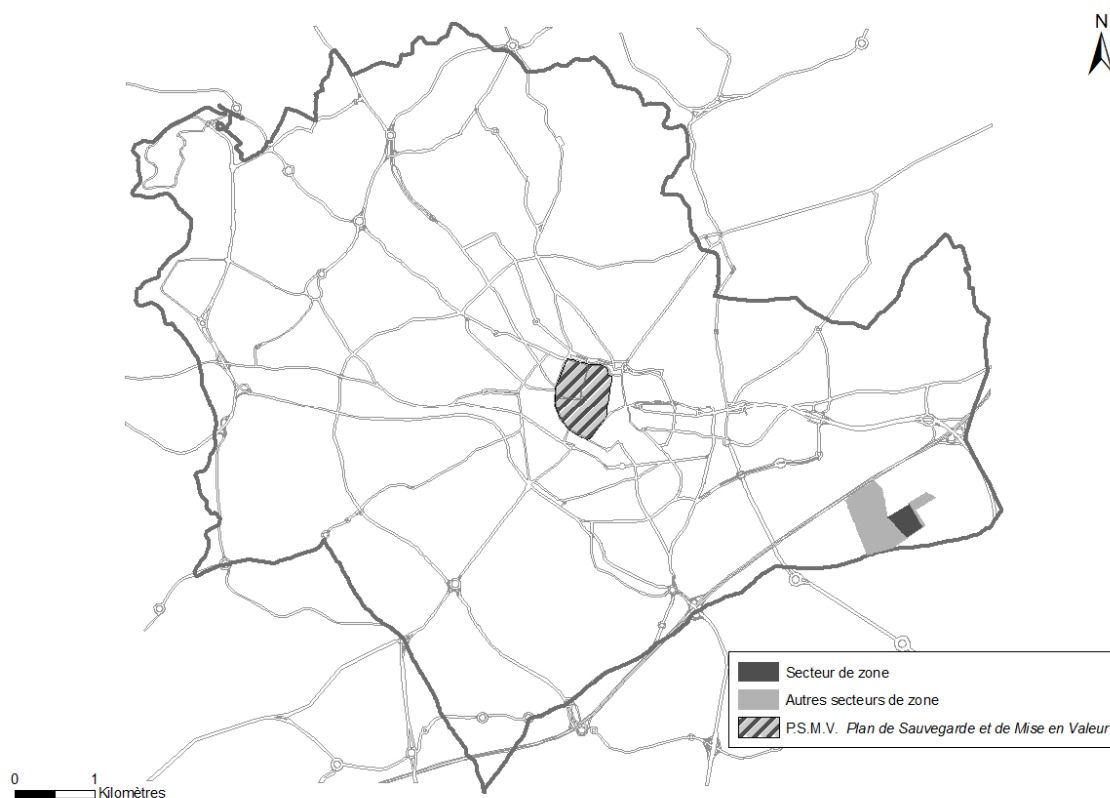 N
Secteur de zone
Autres secteurs de zone
P.S.M.V. Plan de Sauvegarde et de Mise en Valeur
0 1
Kilomètres